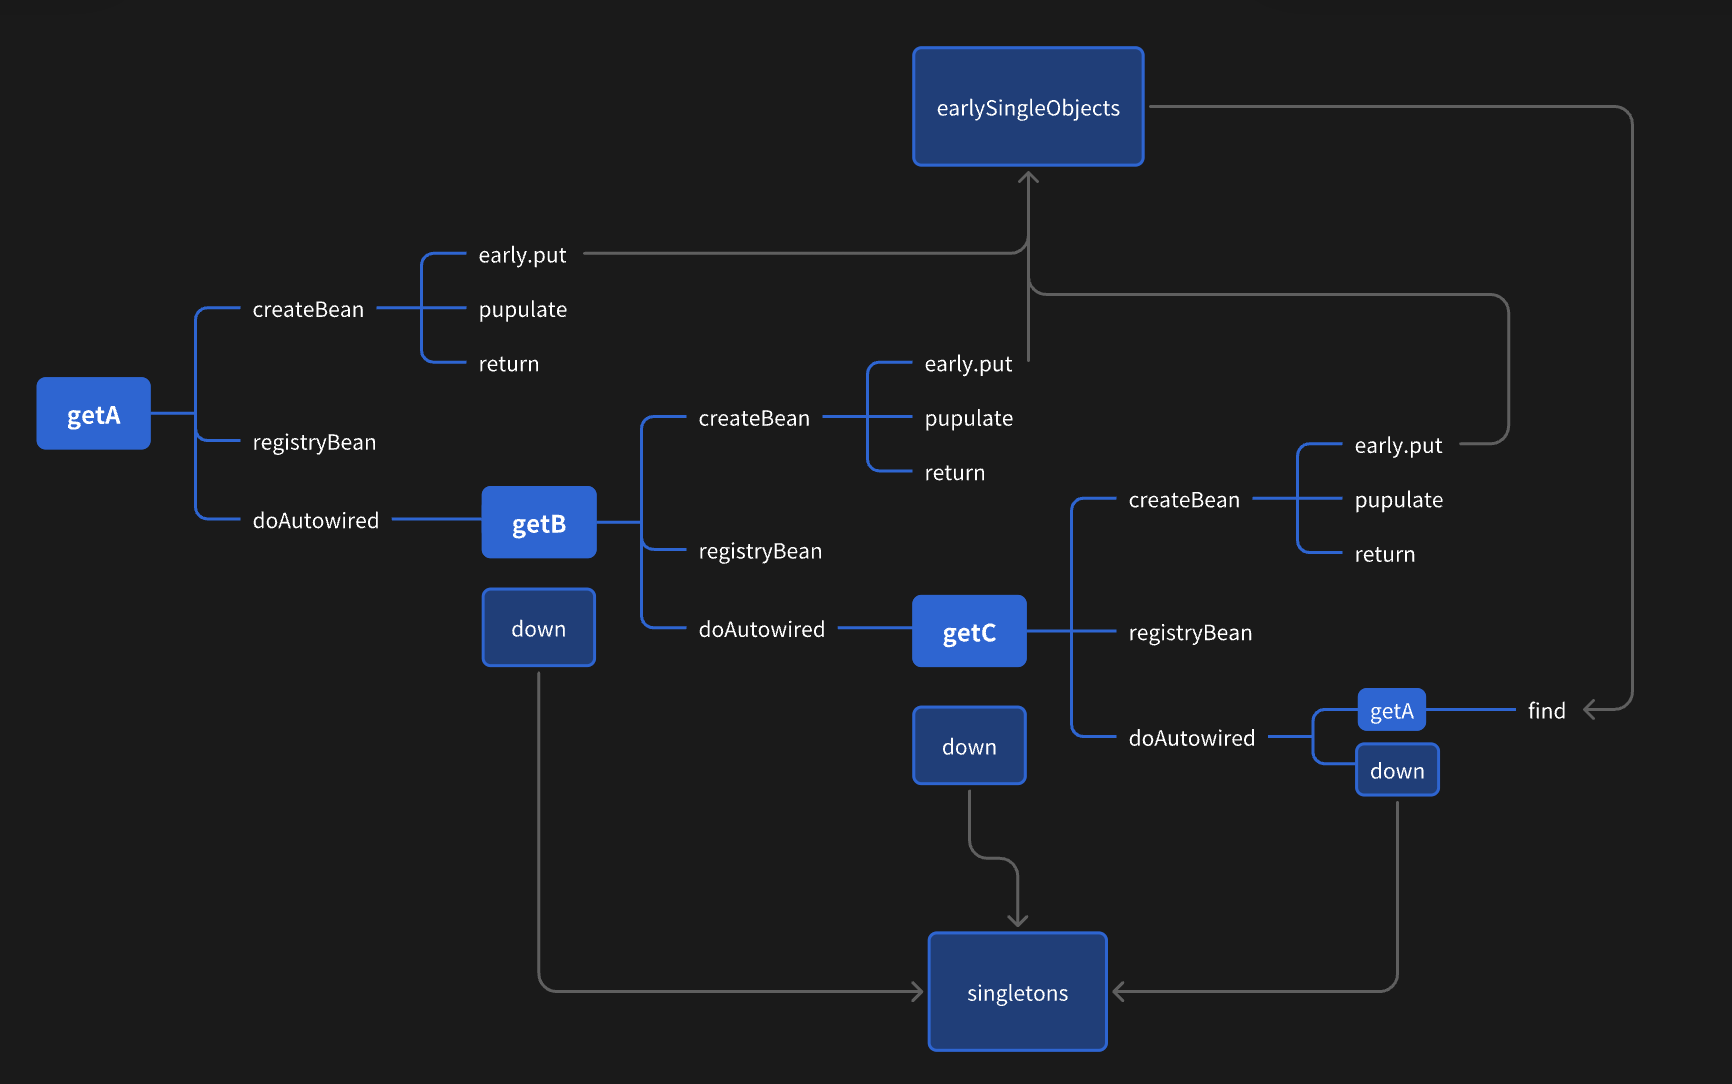 earlySingleObjects
getA
createBean
early.put
pupulate
return
registryBean
doAutowired
getB
createBean
early.put
pupulate
return
registryBean
doAutowired
down
getC
createBean
early.put
pupulate
return
registryBean
doAutowired
getA
find
down
down
singletons